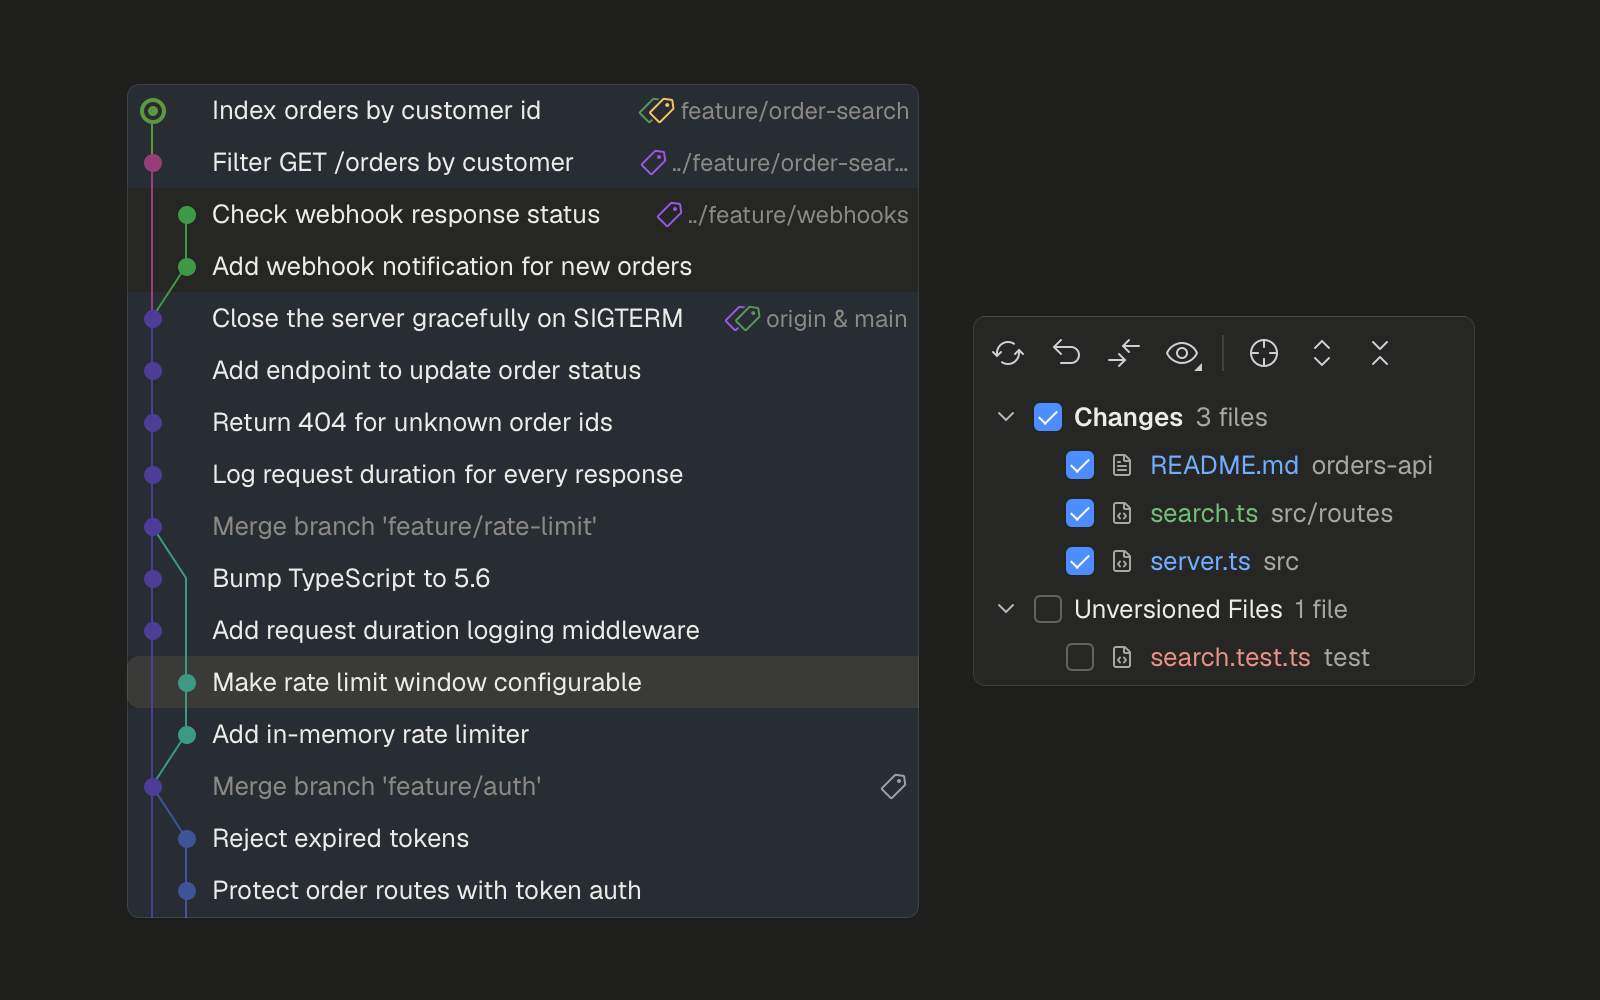 Index orders by customer id feature/order-search
Filter GET /orders by customer ../feature/order-sear...
Check webhook response status ../feature/webhooks
Add webhook notification for new orders
Close the server gracefully on SIGTERM origin & main
Add endpoint to update order status
Return 404 for unknown order ids
Log request duration for every response
Merge branch 'feature/rate-limit'
Bump TypeScript to 5.6
Add request duration logging middleware
Make rate limit window configurable
Add in-memory rate limiter
Merge branch 'feature/auth'
Reject expired tokens
Protect order routes with token auth
Changes 3 files
README.md orders-api
search.ts src/routes
server.ts src
Unversioned Files 1 file
search.test.ts test